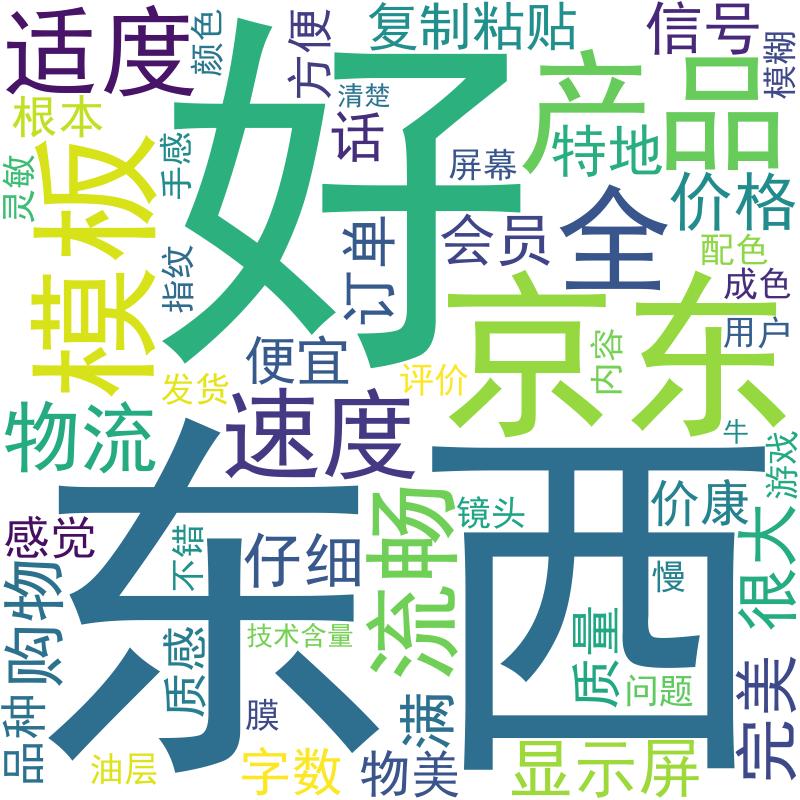 适度
颜色
方便
复制粘贴
信号
模糊
好
清楚
产品
根本
话
特地
手感
屏幕
灵敏
模板
价格
会员
全
订单
配色
指纹
成色
京东
用户
便宜
内容
发货
评价
速度
物流
牛
游戏
东西
流畅
价康
镜头
感觉
不错
仔细
很大
慢
购物
质量
技术含量
质感
完美
问题
品种
膜
满
显示屏
油层
字数
物美